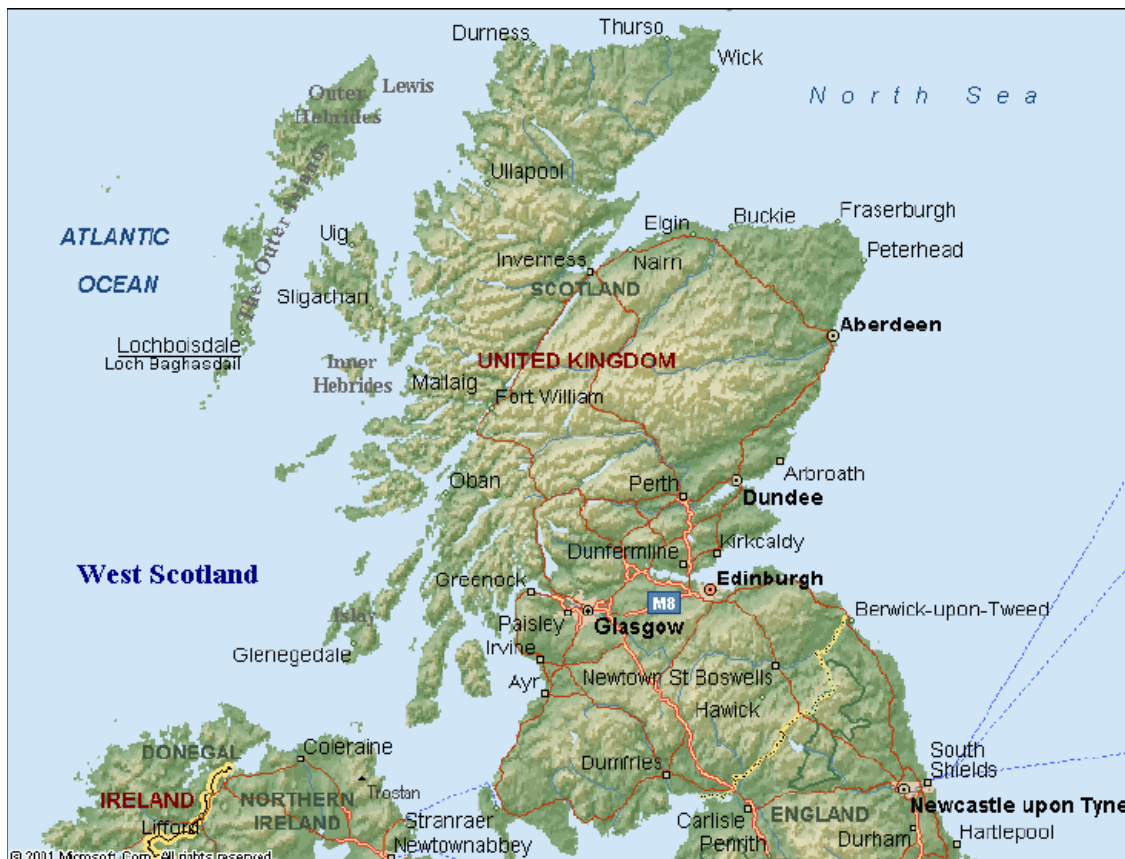 Durness
Thurso
Wick
Lewis
Outer
Hebrides
North Sea
The Outer Islands
Ullapool
ATLANTIC
OCEAN
Uig
Elgin
Buckie
Fraserburgh
Peterhead
Inverness
Nairn
SCOTLAND
Sligachan
Aberdeen
Lochboisdale
Loch Baghasdail
Inner
Hebrides
UNITED KINGDOM
Mallaig
Fort William
Oban
Perth
Arbroath
Dundee
Dunfermline
Kirkcaldy
West Scotland
Greenock
Edinburgh
M8
Islay
Paisley
Glasgow
Berwick-upon-Tweed
Glenegedale
Irvine
Newtown St Boswells
Ayr
Hawick
DONEGAL
Coleraine
Dumfries
South
Shields
IRELAND
NORTHERN
IRELAND
Trostan
Lifford
Stranraer
Newtownabbey
Carlisle
Penrith
ENGLAND
Newcastle upon Tyne
Durham
Hartlepool
© 2001 Microsoft Corp. All rights reserved.